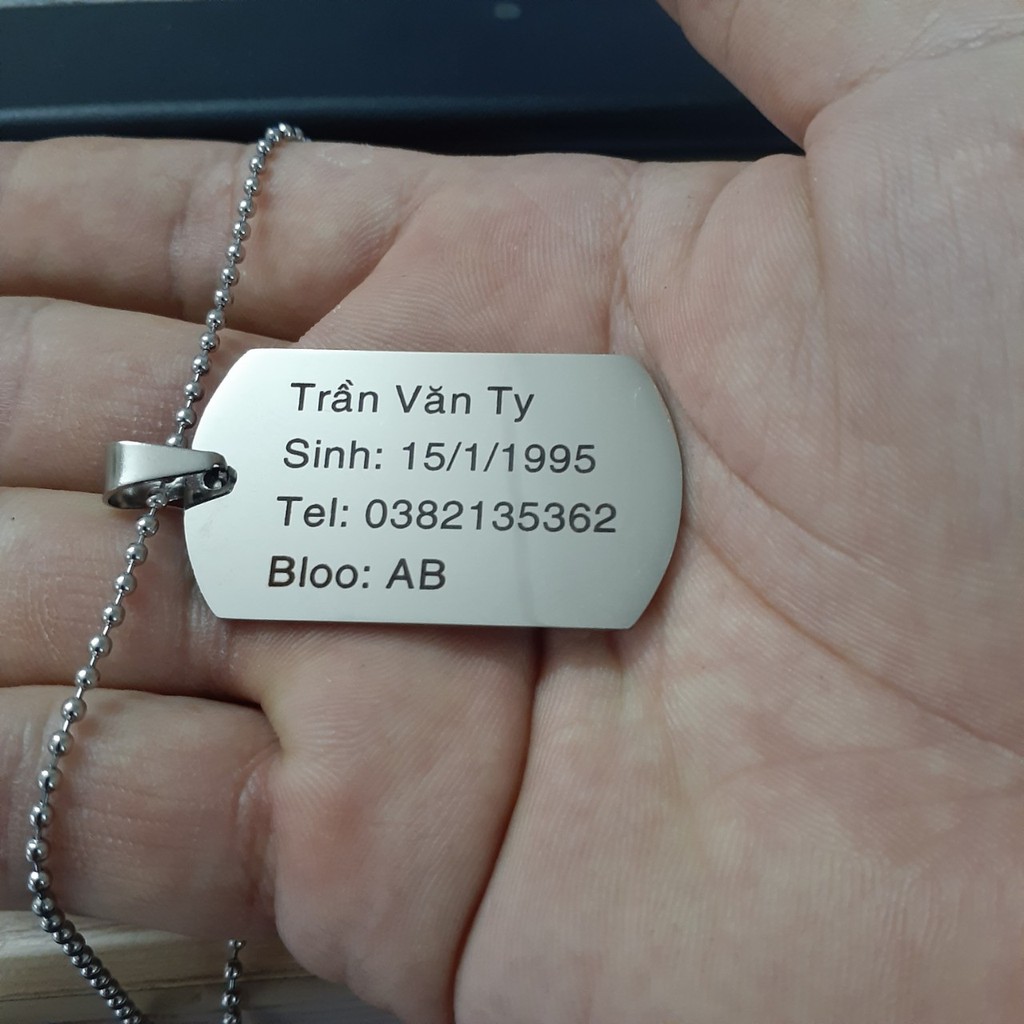 Trần Văn Ty
Sinh: 15/1/1995
Tel: 0382135362
Bloo: AB